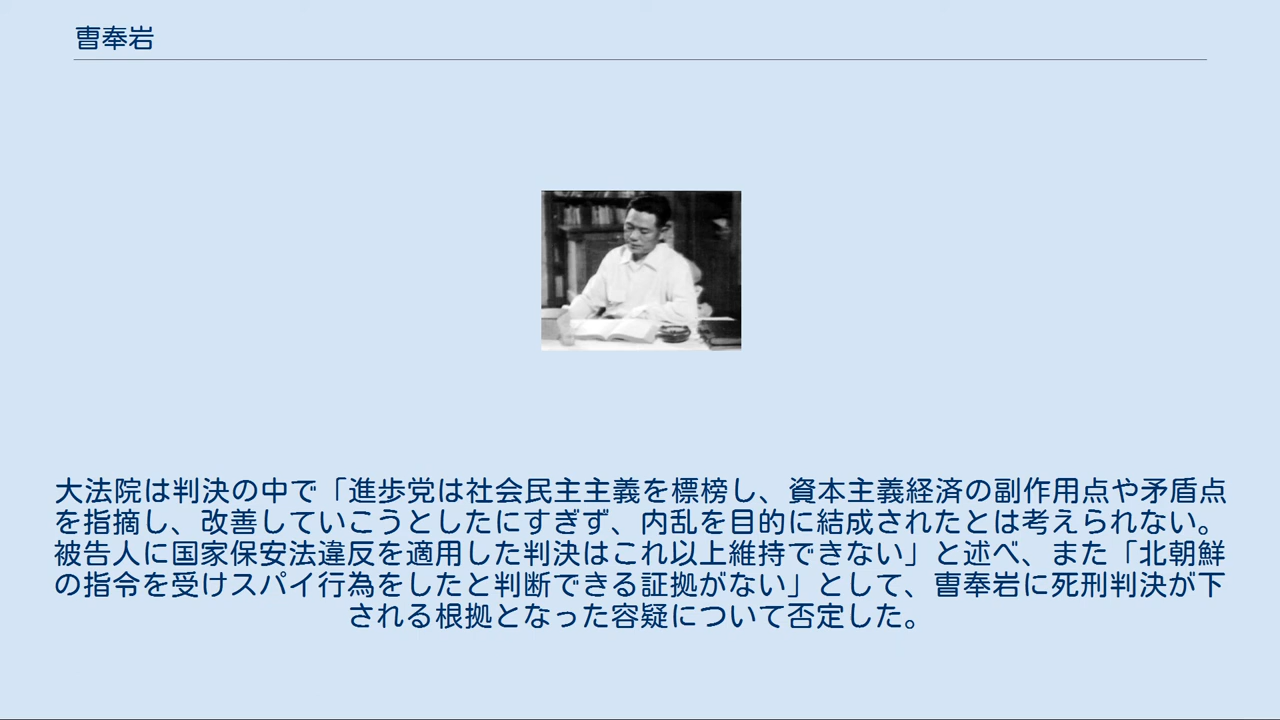 曺奉岩
大法院は判決の中で「進歩党は社会民主主義を標榜し、資本主義経済の副作用点や矛盾点
を指摘し、改善していこうとしたにすぎず、内乱を目的に結成されたとは考えられない。
被告人に国家保安法違反を適用した判決はこれ以上維持できない」と述べ、また「北朝鮮
の指令を受けスパイ行為をしたと判断できる証拠がない」として、曺奉岩に死刑判決が下
される根拠となった容疑について否定した。